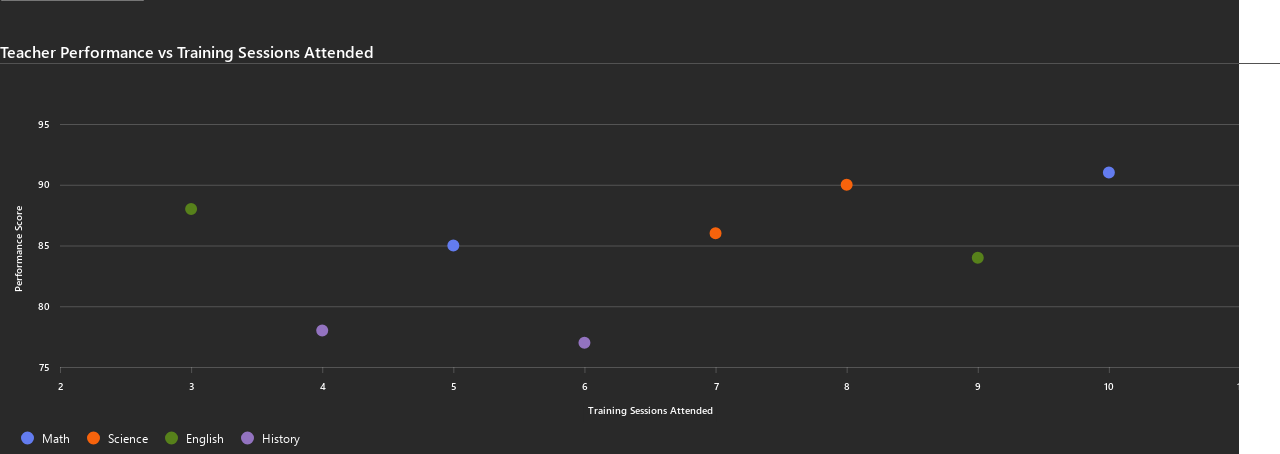 Teacher Performance vs Training Sessions Attended
95
90
85
80
75
Performance Score
2 3 4 5 6 7 8 9 10
Training Sessions Attended
Math Science English History